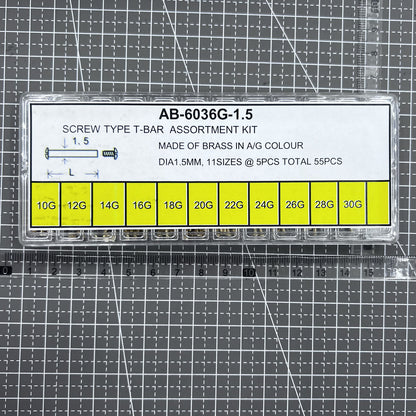 AB-6036G-1.5
SCREW TYPE T-BAR ASSORTMENT KIT
1.5
MADE OF BRASS IN A/G COLOUR
L
DIA1.5MM, 11SIZES @ 5PCS TOTAL 55PCS
10G 12G 14G 16G 18G 20G 22G 24G 26G 28G 30G
0 1 2 3 4 5 6 7 8 9 10 11 12 13 14 15